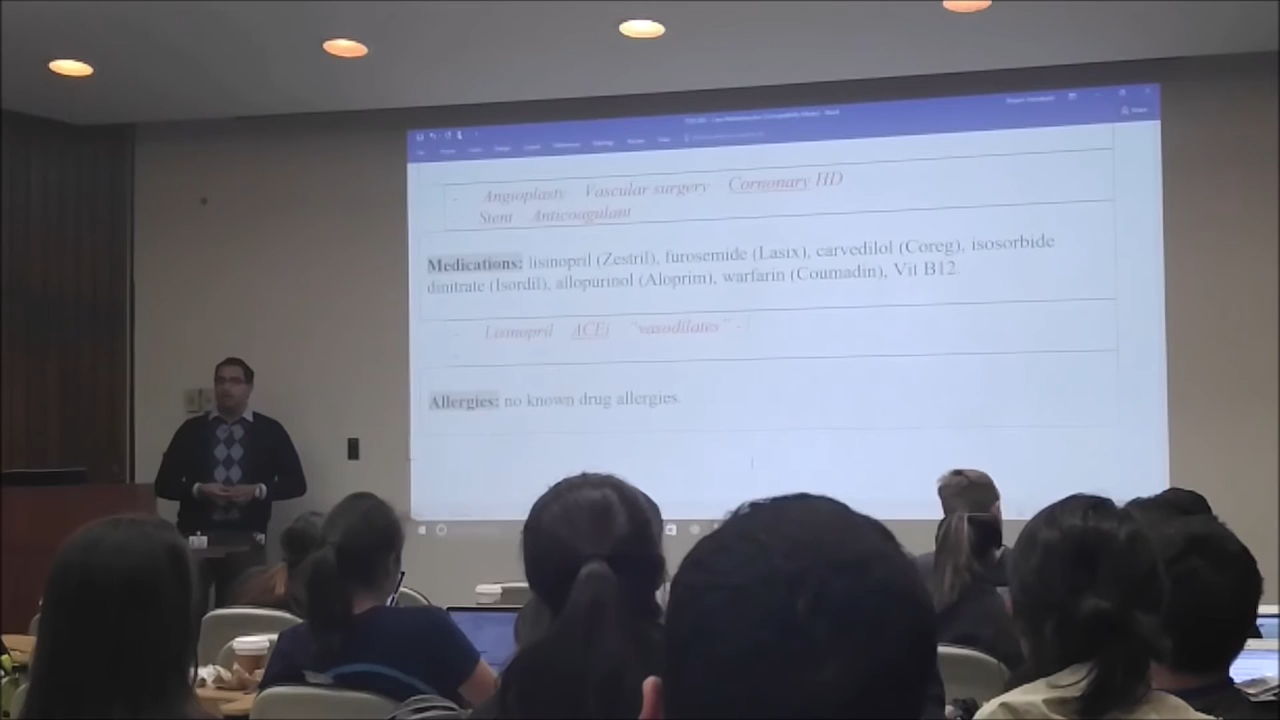 - Angioplasty Vascular surgery Cornonary HD
Stent Anticoagulant
Medications: lisinopril (Zestril), furosemide (Lasix), carvedilol (Coreg), isosorbide
dinitrate (Isordil), allopurinol (Aloprim), warfarin (Coumadin), Vit B12.
- Lisinopril ACEi "vasodilates" -
Allergies: no known drug allergies.
Share